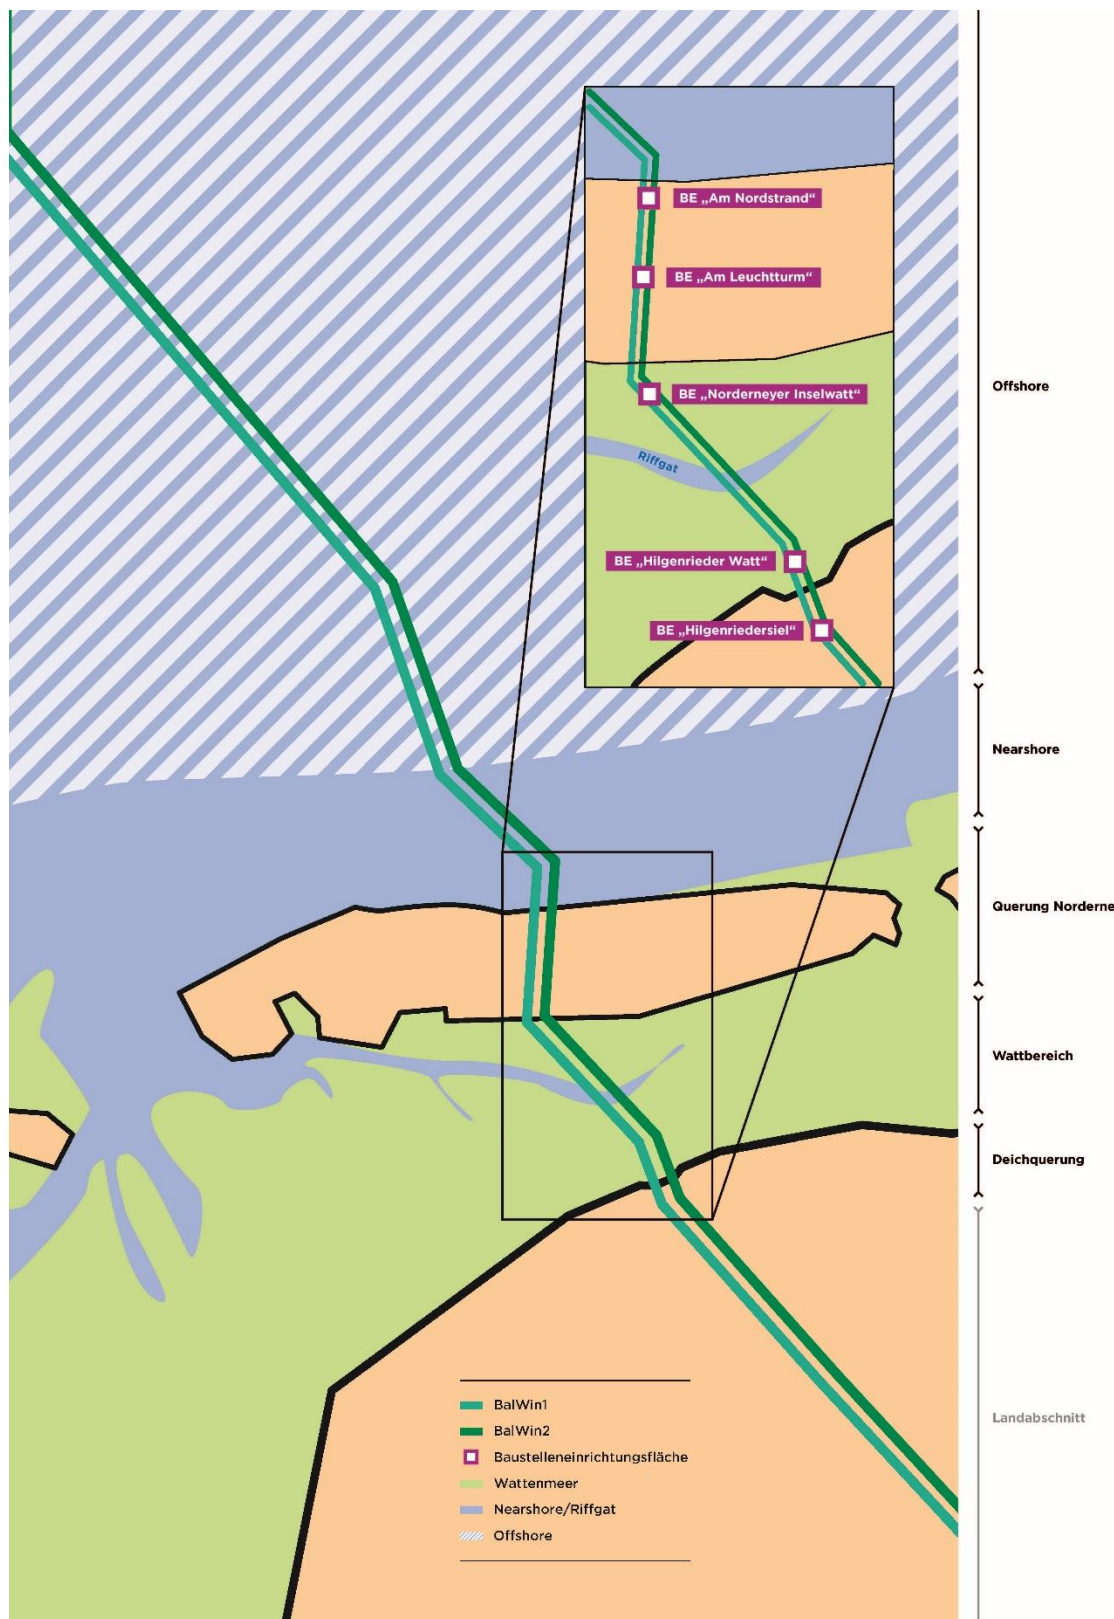 BE „Am Nordstrand“
BE „Am Leuchtturm“
BE „Norderneyer Inselwatt“
Riffgat
BE „Hilgenrieder Watt“
BE „Hilgenriedersiel“
Offshore
Nearshore
Querung Norderne
Wattbereich
Deichquerung
Landabschnitt
BalWin1
BalWin2
Baustelleneinrichtungsfläche
Wattenmeer
Nearshore/Riffgat
Offshore